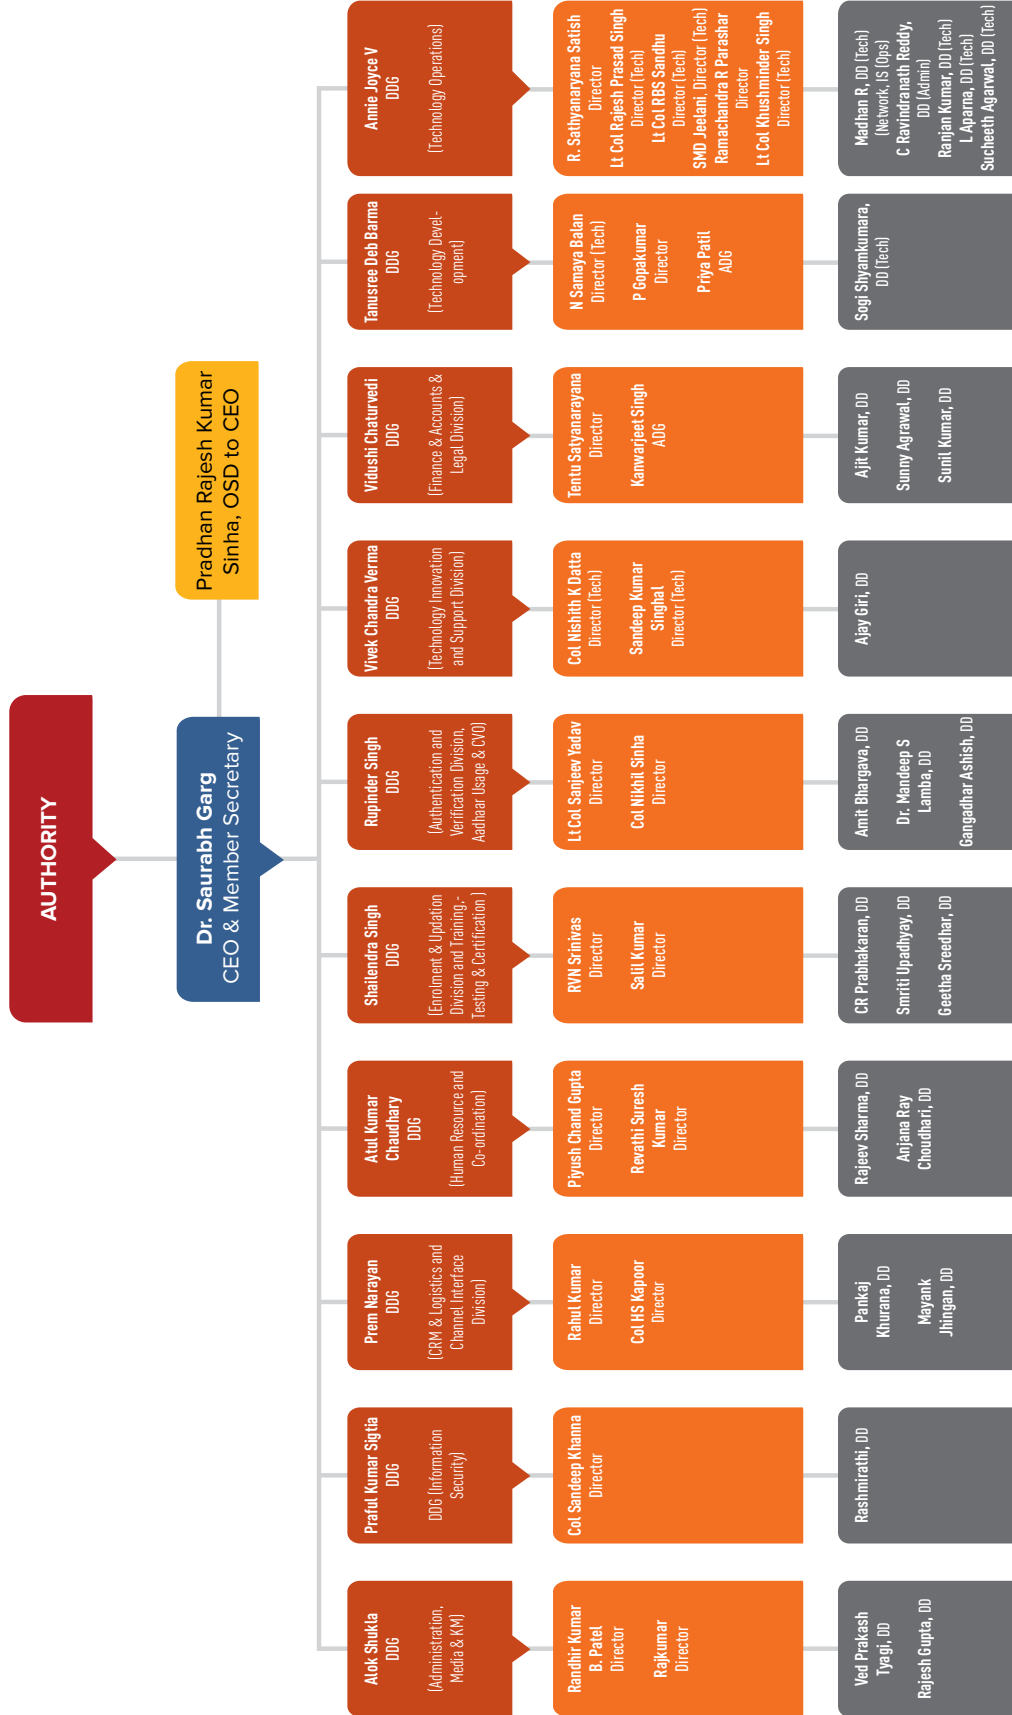 AUTHORITY
Dr. Saurabh Garg
CEO & Member Secretary
Pradhan Rajesh Kumar
Sinha, OSD to CEO
Alok Shukla
DDG
(Administration,
Media & KM)
Praful Kumar Sigtia
DDG
DDG (Information
Security)
Prem Narayan
DDG
(CRM & Logistics and
Channel Interface
Division)
Atul Kumar
Chaudhary
DDG
(Human Resource and
Co-ordination)
Shailendra Singh
DDG
(Enrolment & Updation
Division and Training,-
Testing & Certification )
Rupinder Singh
DDG
(Authentication and
Verification Division,
Aadhaar Usage & CVO)
Vivek Chandra Verma
DDG
(Technology Innovation
and Support Division)
Vidushi Chaturvedi
DDG
(Finance & Accounts &
Legal Division)
Tanusree Deb Barma
DDG
(Technology Devel-
opment)
Annie Joyce V
DDG
(Technology Operations)
Randhir Kumar
B. Patel
Director
Rajkumar
Director
Col Sandeep Khanna
Director
Rahul Kumar
Director
Col HS Kapoor
Director
Piyush Chand Gupta
Director
Revathi Suresh
Kumar
Director
RVN Srinivas
Director
Salil Kumar
Director
Lt Col Sanjeev Yadav
Director
Col Nikhil Sinha
Director
Col Nishith K Datta
Director (Tech)
Sandeep Kumar
Singhal
Director (Tech)
Tentu Satyanarayana
Director
Kanwarjeet Singh
ADG
N Samaya Balan
Director (Tech)
P Gopakumar
Director
Priya Patil
ADG
R. Sathyanaryana Satish
Director
Lt Col Rajesh Prasad Singh
Director (Tech)
Lt Col RBS Sandhu
Director (Tech)
SMD Jeelani, Director (Tech)
Ramachandra R Parashar
Director
Lt Col Khushminder Singh
Director (Tech)
Ved Prakash
Tyagi, DD
Rajesh Gupta, DD
Rashmirathi, DD
Pankaj
Khurana, DD
Mayank
Jhingan, DD
Rajeev Sharma, DD
Anjana Ray
Choudhari, DD
CR Prabhakaran, DD
Smriti Upadhyay, DD
Geetha Sreedhar, DD
Amit Bhargava, DD
Dr. Mandeep S
Lamba, DD
Gangadhar Ashish, DD
Ajay Giri, DD
Ajit Kumar, DD
Sunny Agrawal, DD
Sunil Kumar, DD
Sogi Shyamkumara,
DD (Tech)
Madhan R, DD (Tech)
(Network, IS (Ops)
C Ravindranath Reddy,
DD (Admin)
Ranjan Kumar, DD (Tech)
L Aparna, DD (Tech)
Sucheeth Agarwal, DD (Tech)